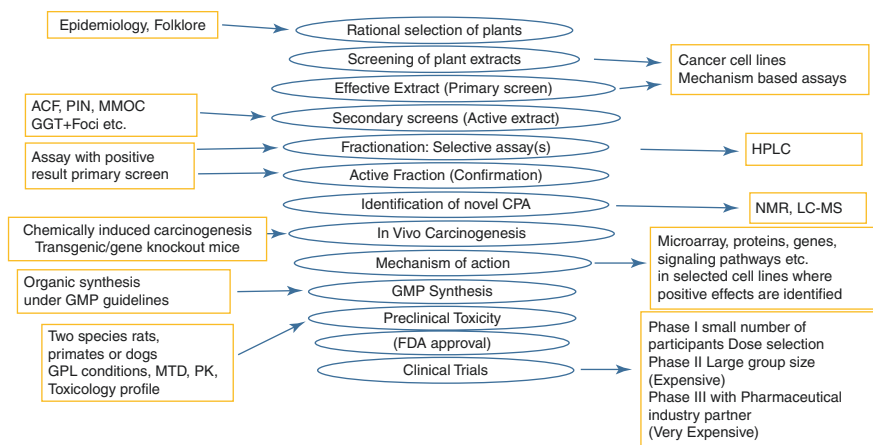 Epidemiology, Folklore
Rational selection of plants
Screening of plant extracts
Cancer cell lines
Mechanism based assays
Effective Extract (Primary screen)
ACF, PIN, MMOC
GGT+Foci etc.
Secondary screens (Active extract)
Assay with positive
result primary screen
Fractionation: Selective assay(s)
HPLC
Active Fraction (Confirmation)
Identification of novel CPA
NMR, LC-MS
Chemically induced carcinogenesis
Transgenic/gene knockout mice
In Vivo Carcinogenesis
Mechanism of action
Microarray, proteins, genes,
signaling pathways etc.
in selected cell lines where
positive effects are identified
Organic synthesis
under GMP guidelines
GMP Synthesis
Two species rats,
primates or dogs
GPL conditions, MTD, PK,
Toxicology profile
Preclinical Toxicity
(FDA approval)
Clinical Trials
Phase I small number of
participants Dose selection
Phase II Large group size
(Expensive)
Phase III with Pharmaceutical
industry partner
(Very Expensive)